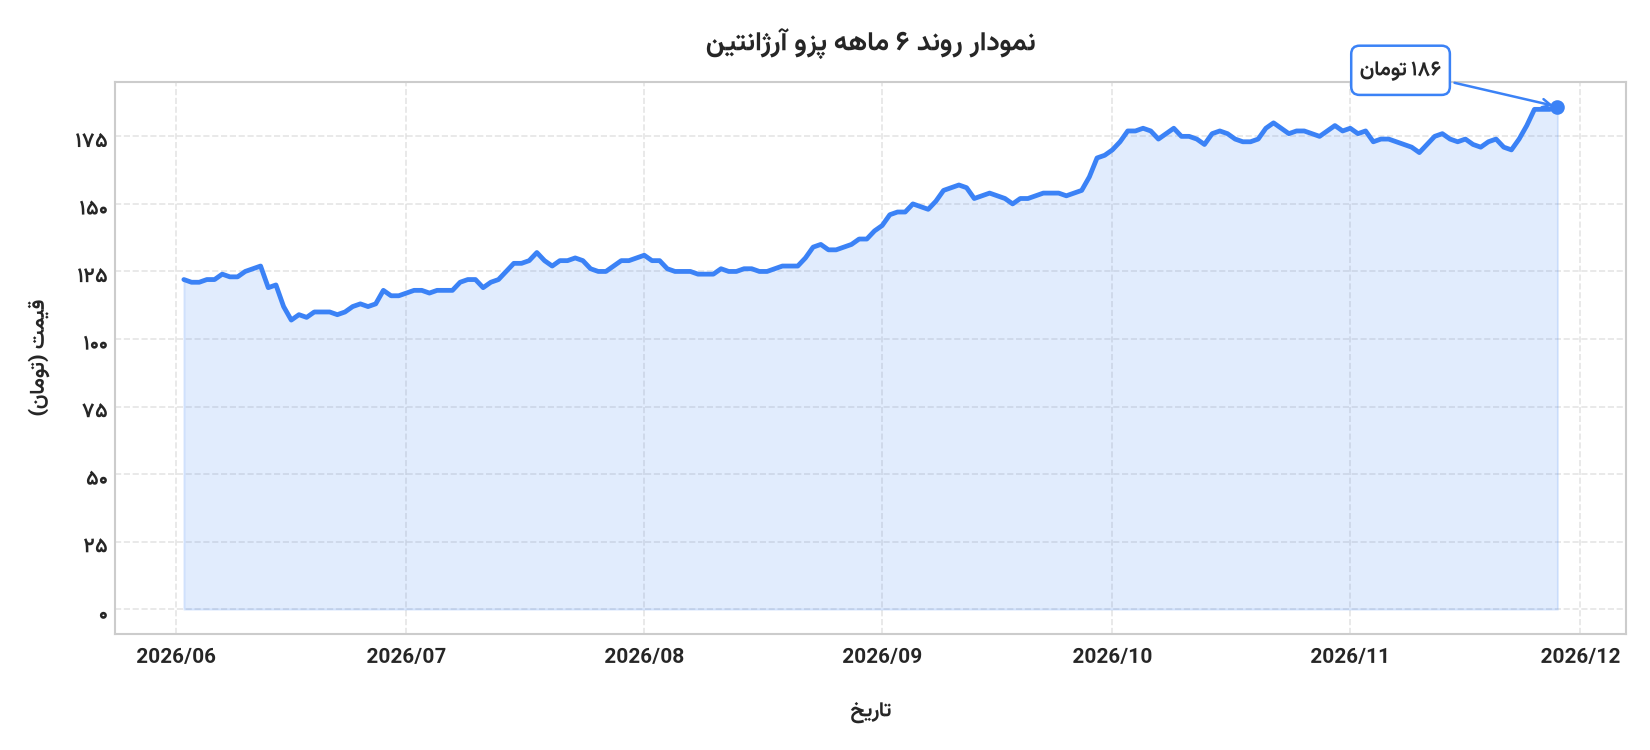 نمودار روند ۶ ماهه پزو آرژانتین
۱۸۶ تومان
۱۷۵
۱۵۰
۱۲۵
۱۰۰
۷۵
۵۰
۲۵
۰
قیمت (تومان)
2026/06 2026/07 2026/08 2026/09 2026/10 2026/11 2026/12
تاریخ